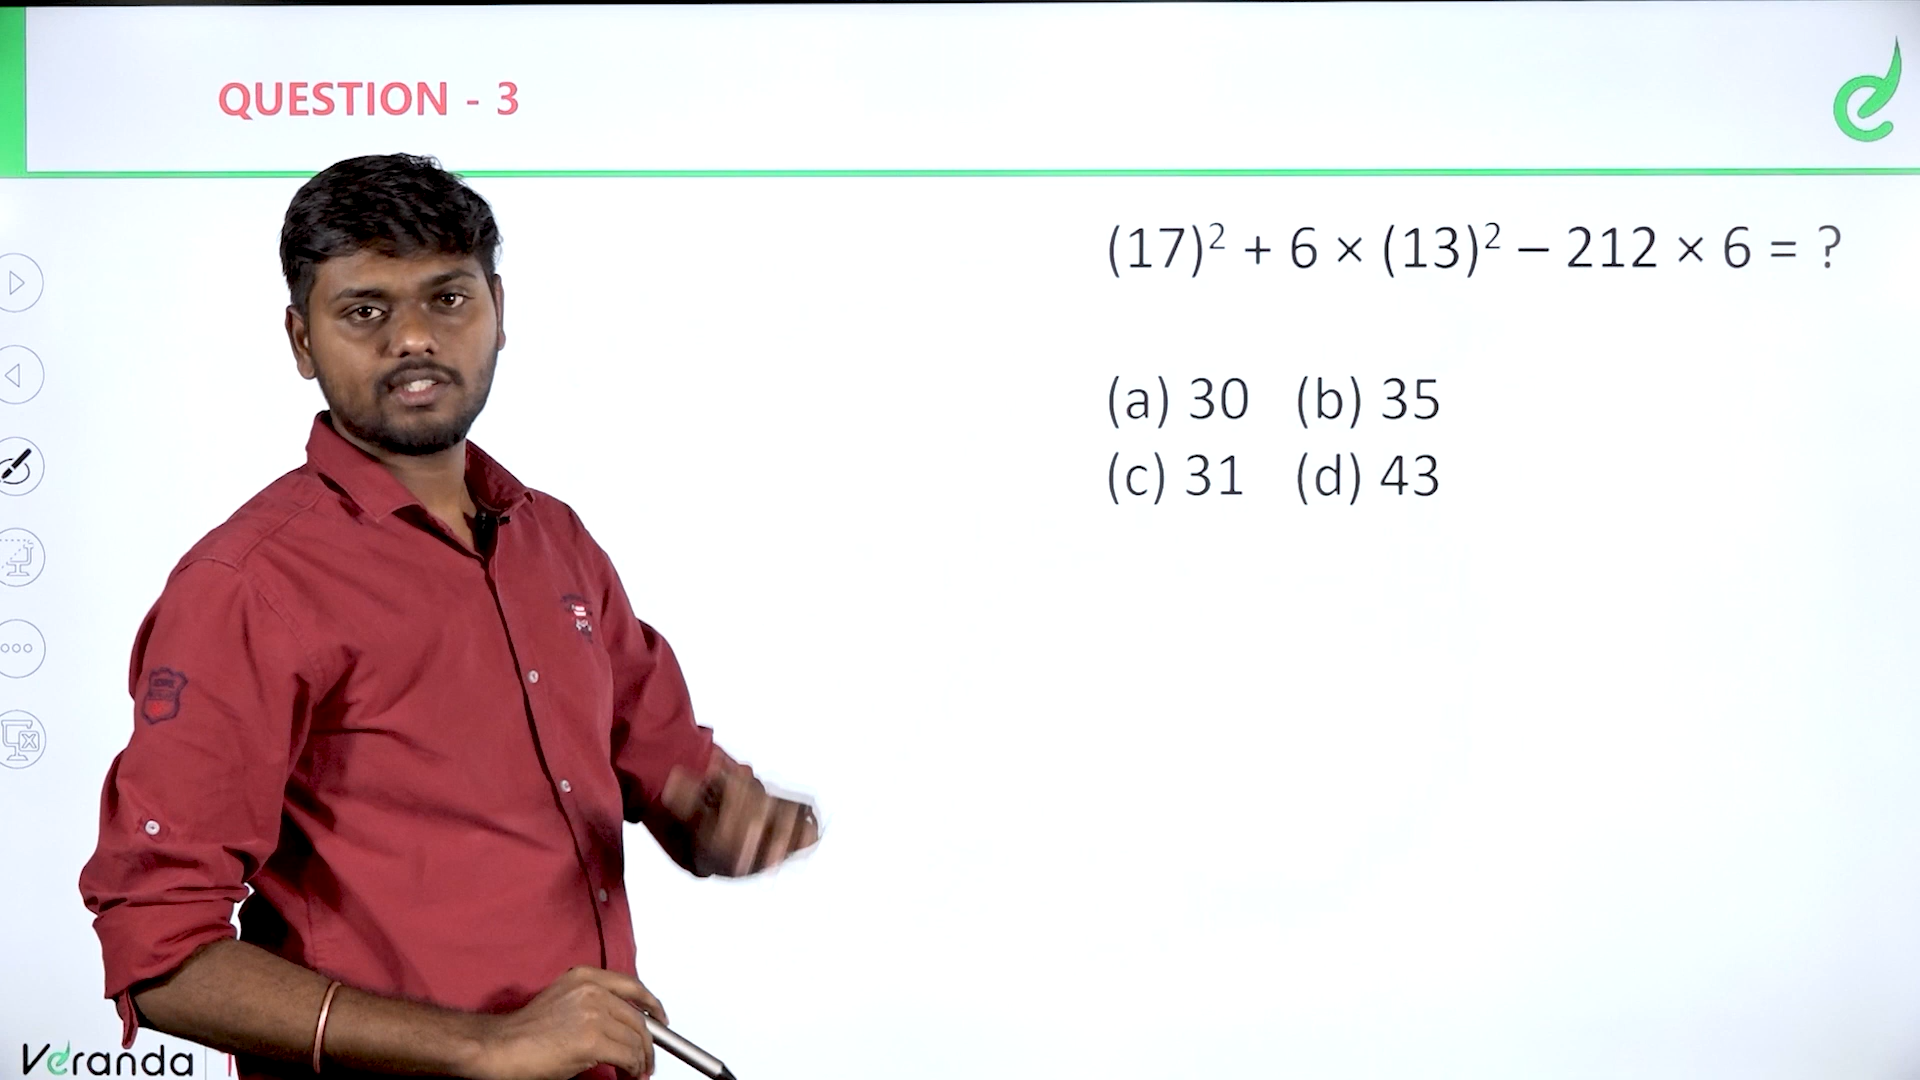 QUESTION - 3
(17)² + 6 × (13)² – 212 × 6 = ?
(a) 30 (b) 35
(c) 31 (d) 43
Veranda